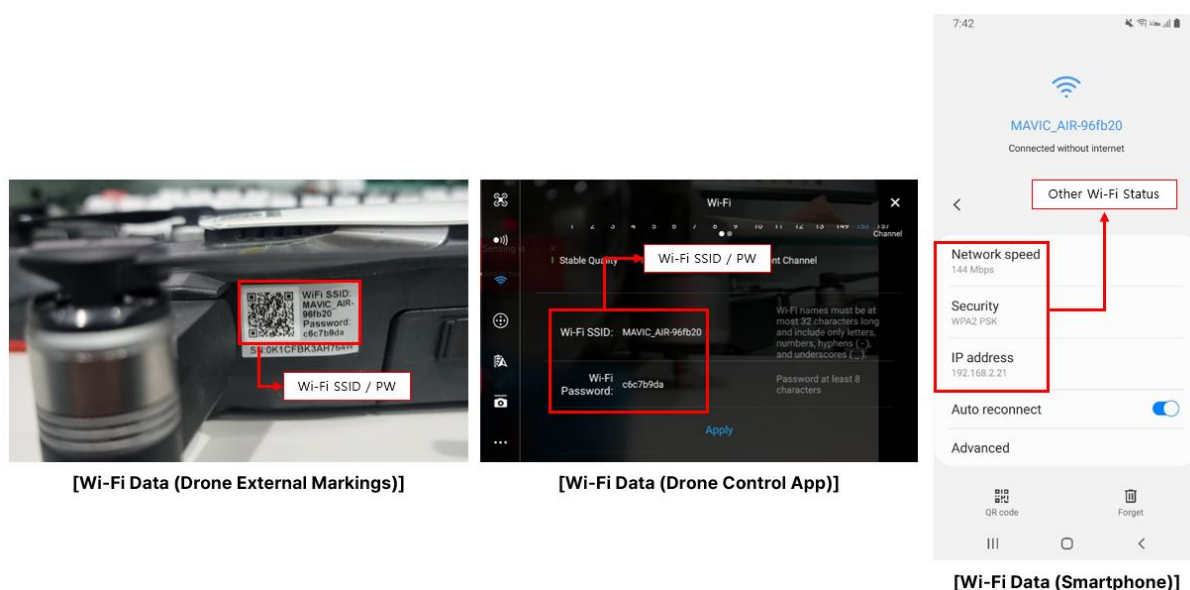 WiFi SSID:
MAVIC_AIR-
96fb20
Password:
c6c7b9da
Wi-Fi SSID / PW
[Wi-Fi Data (Drone External Markings)]
Wi-Fi
Channel
Stable Quality
Wi-Fi SSID / PW
Channel
Wi-Fi SSID: MAVIC_AIR-96fb20
Wi-Fi names must be at
most 32 characters long
and include only letters,
numbers, hyphens (-),
and underscores (_).
Wi-Fi
Password: c6c7b9da
Password at least 8
characters
Apply
[Wi-Fi Data (Drone Control App)]
7:42
MAVIC_AIR-96fb20
Connected without internet
Other Wi-Fi Status
Network speed
144 Mbps
Security
WPA2 PSK
IP address
192.168.2.21
Auto reconnect
Advanced
QR code
Forget
[Wi-Fi Data (Smartphone)]